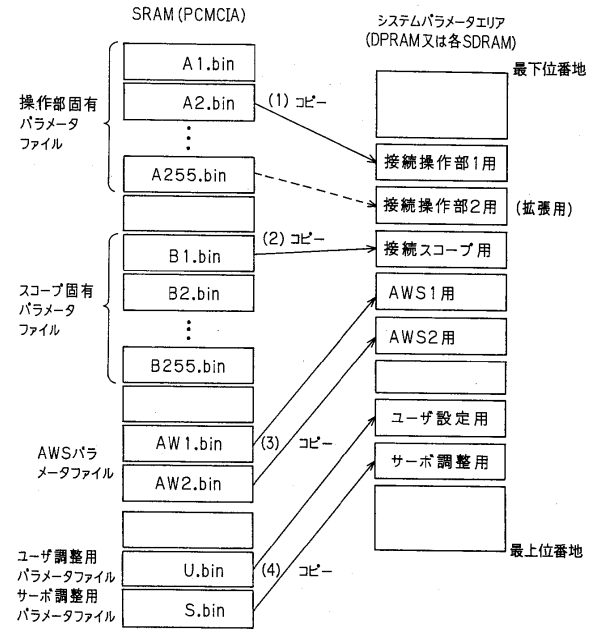 SRAM(PCMCIA)
システムパラメータエリア
(DPRAM又は各SDRAM)
最下位番地
操作部固有
パラメータ
ファイル
A1.bin
A2.bin
A255.bin
(1) コピー
接続操作部1用
接続操作部2用
(拡張用)
(2) コピー
接続スコープ用
スコープ固有
パラメータ
ファイル
B1.bin
B2.bin
B255.bin
AWS1用
AWS2用
AWSパラ
メータファイル
AW1.bin
AW2.bin
(3) コピー
ユーザ設定用
サーボ調整用
最上位番地
ユーザ調整用
パラメータファイル
サーボ調整用
パラメータファイル
U.bin
S.bin
(4) コピー